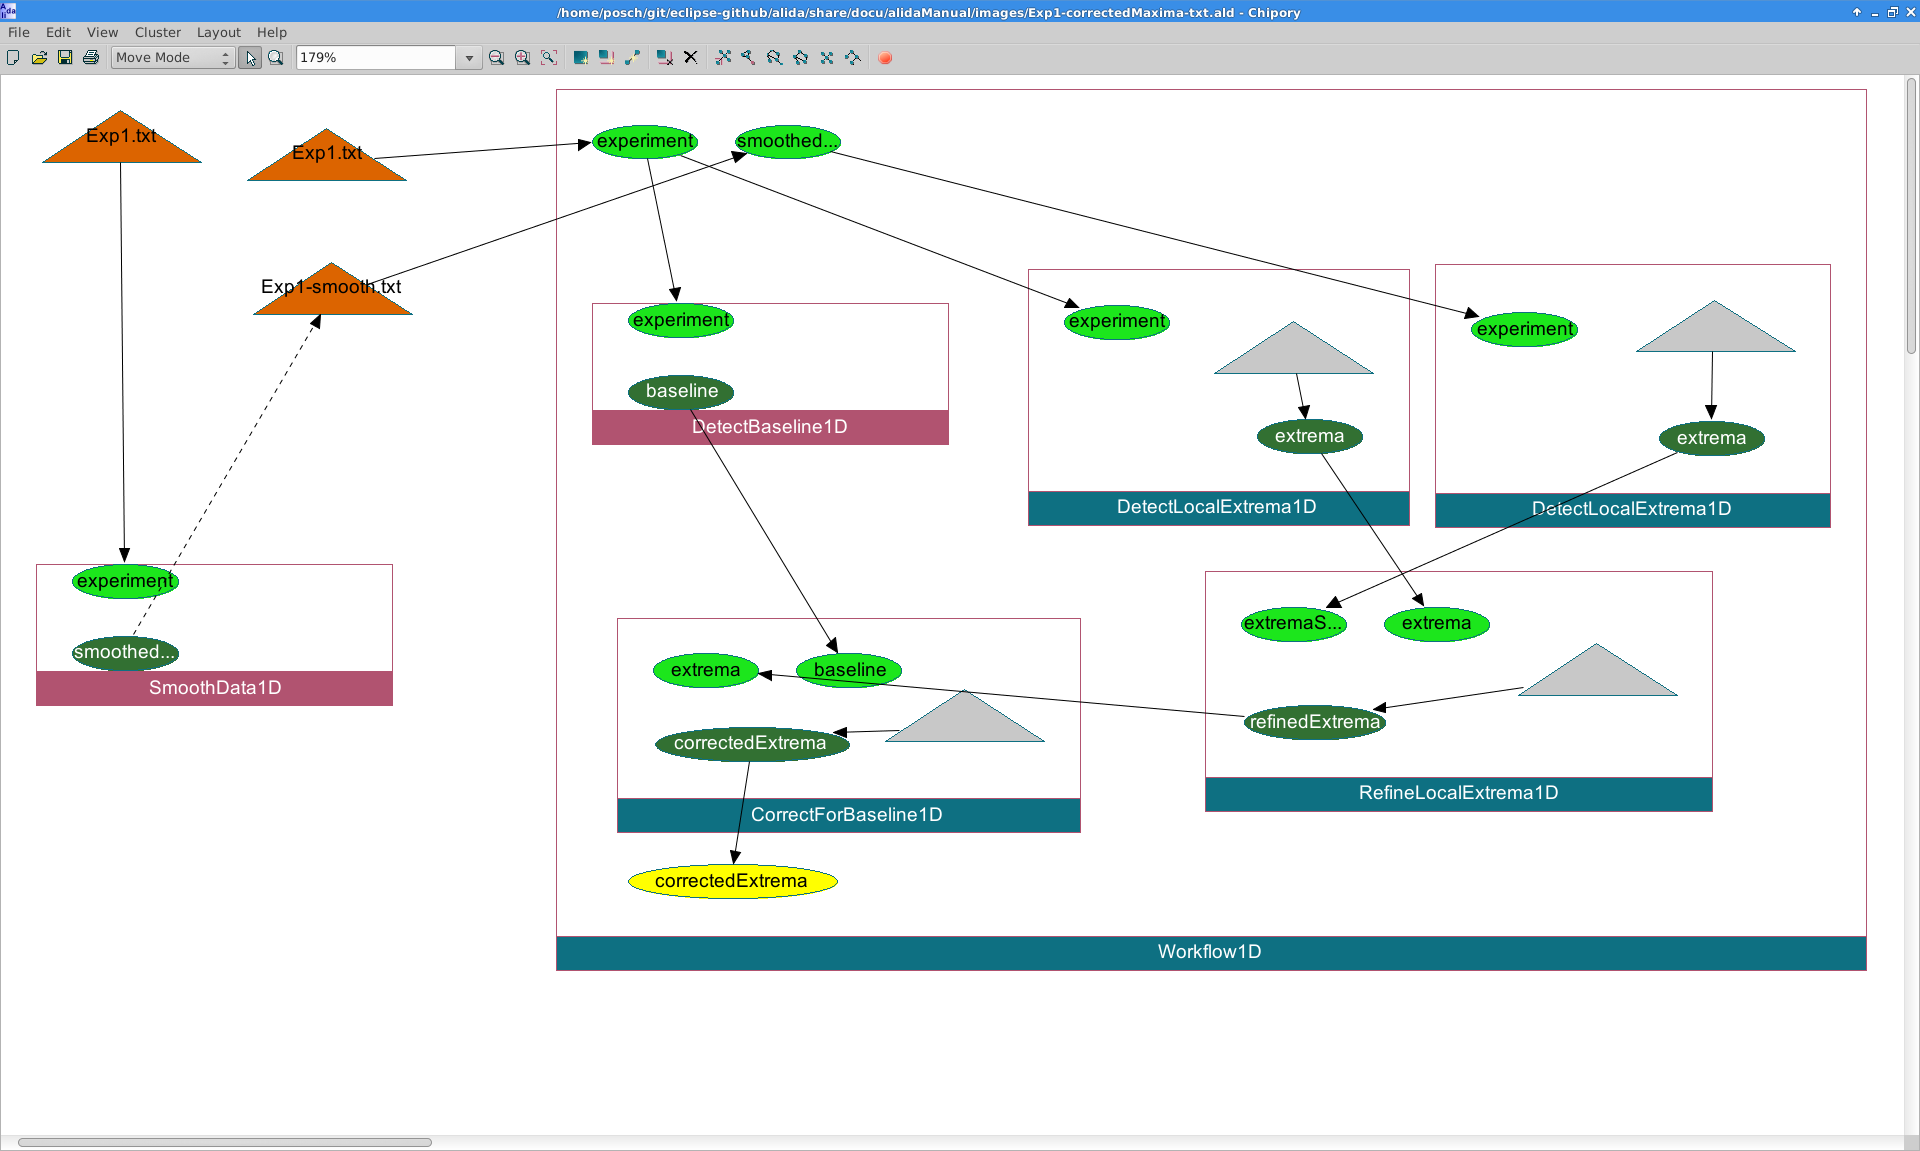 /home/posch/git/eclipse-github/alida/share/docu/alidaManual/images/Exp1-correctedMaxima-txt.ald - Chipory
File Edit View Cluster Layout Help
Move Mode
179%
Exp1.txt
Exp1.txt
experiment
smoothed...
Exp1-smooth.txt
experiment
baseline
DetectBaseline1D
experiment
extrema
DetectLocalExtrema1D
experiment
extrema
DetectLocalExtrema1D
experiment
smoothed...
SmoothData1D
extrema
baseline
correctedExtrema
CorrectForBaseline1D
extremaS...
extrema
refinedExtrema
RefineLocalExtrema1D
correctedExtrema
Workflow1D